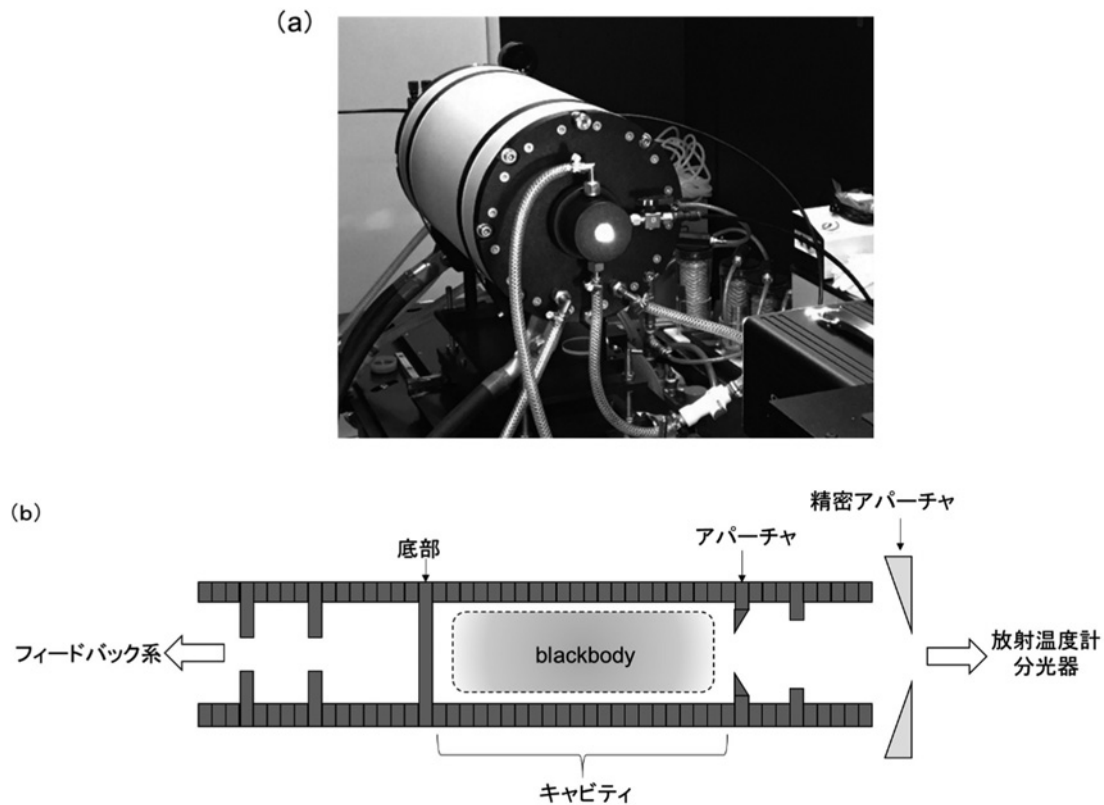 (a)
(b)
精密アパーチャ
底部
アパーチャ
フィードバック系
blackbody
放射温度計
分光器
キャビティ